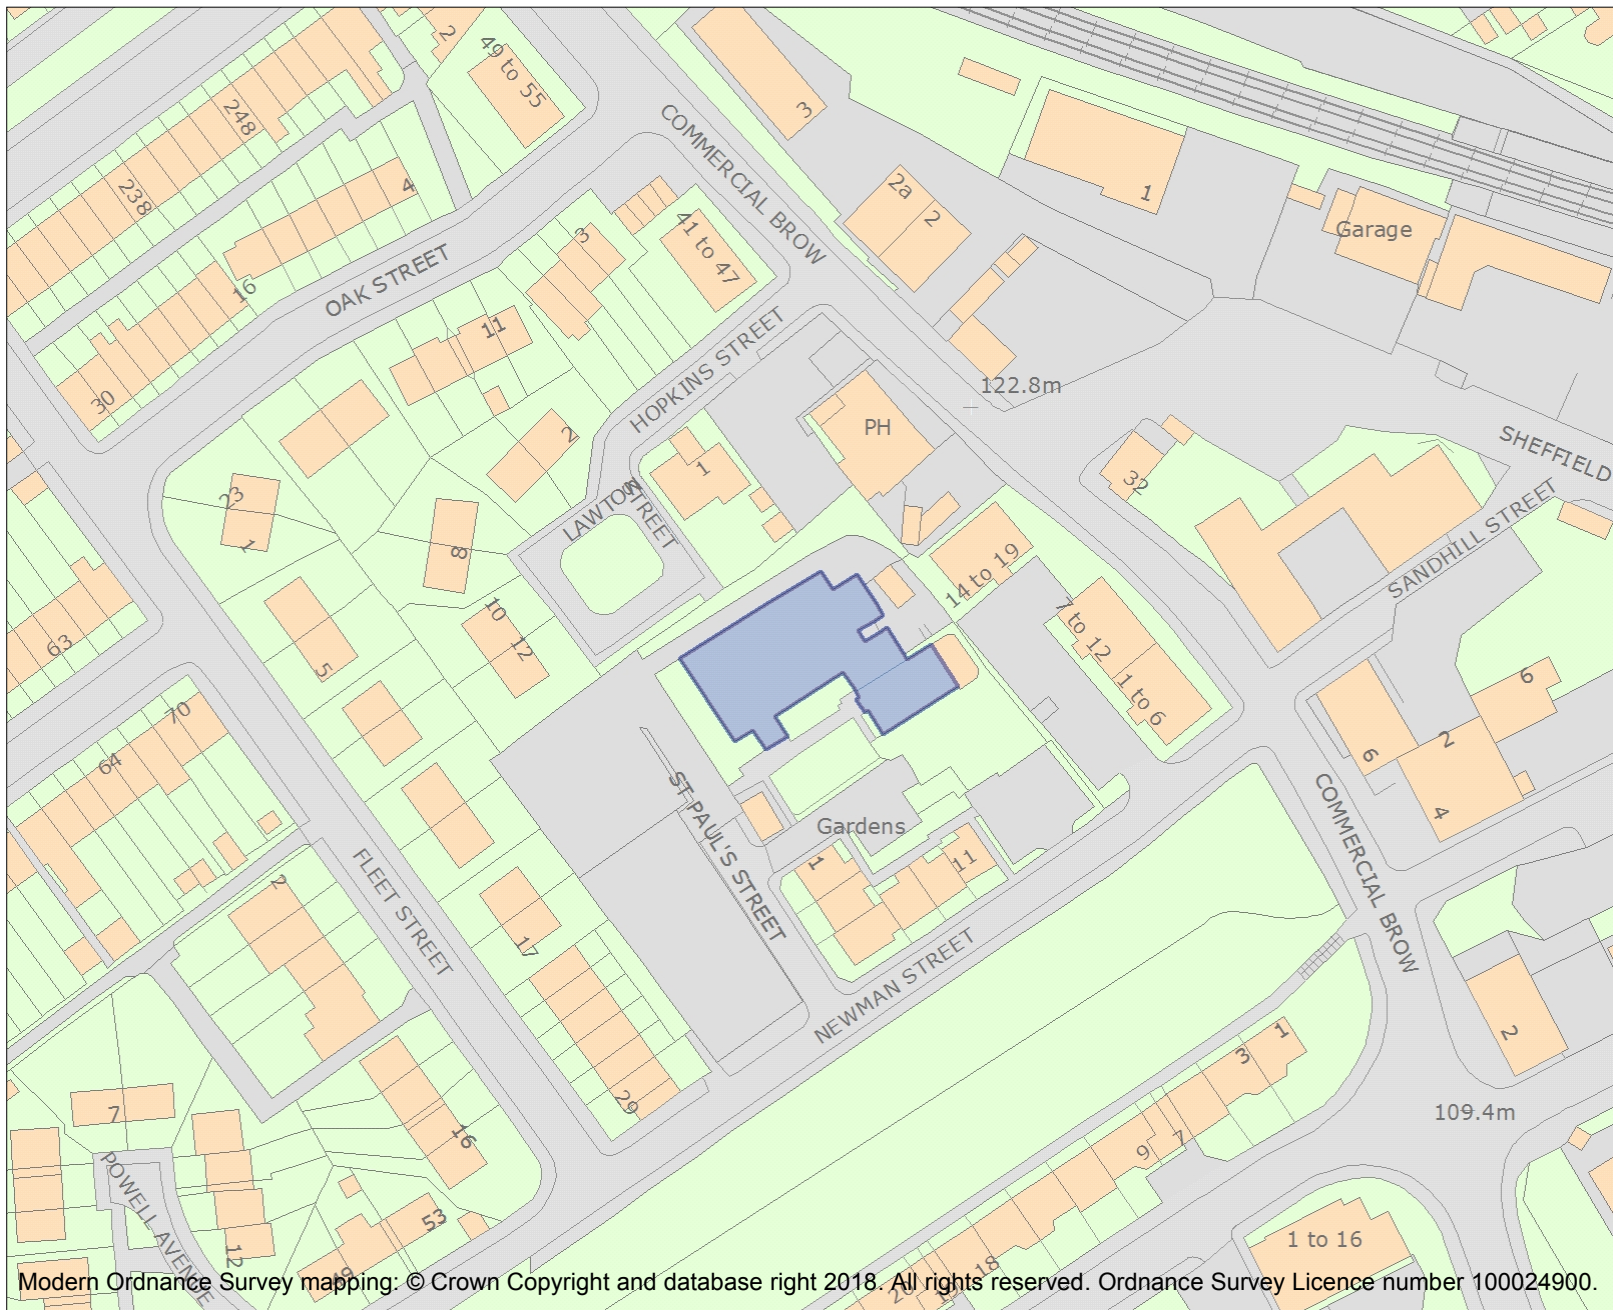 2
49 to 55
248
238
4
16
30
3
COMMERCIAL BROW
OAK STREET
3
41 to 47
11
2a
2
1
Garage
HOPKINS STREET
122.8m
PH
2
1
LAWTON
STREET
23
1
8
10
12
32
SHEFFIELD
SANDHILL STREET
14 to 19
7 to 12
1 to 6
63
5
70
64
ST PAUL'S STREET
Gardens
1
11
6
6
2
4
COMMERCIAL BROW
FLEET STREET
2
17
NEWMAN STREET
29
16
7
POWELL AVENUE
12
53
49
1
3
7
9
18
20
2
109.4m
1 to 16
Modern Ordnance Survey mapping: © Crown Copyright and database right 2018. All rights reserved. Ordnance Survey Licence number 100024900.